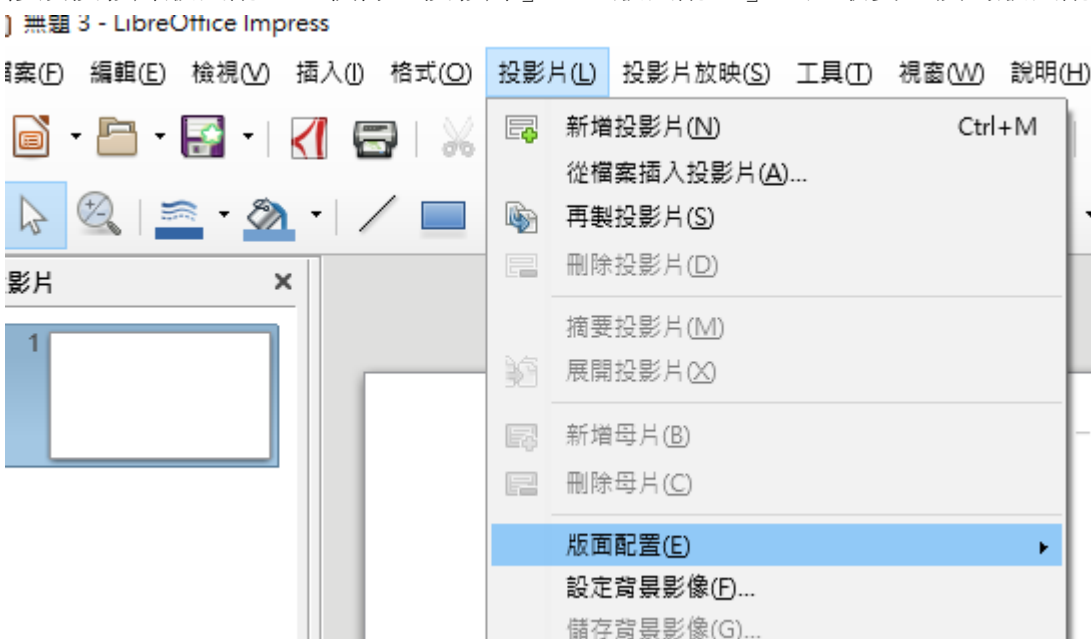 無題 3 - LibreOffice Impress
檔案(F) 編輯(E) 檢視(V) 插入(I) 格式(O) 投影片(L) 投影片放映(S) 工具(T) 視窗(W) 說明(H)
新增投影片(N) Ctrl+M
從檔案插入投影片(A)...
再製投影片(S)
影片
刪除投影片(D)
1
摘要投影片(M)
展開投影片(X)
新增母片(B)
刪除母片(C)
版面配置(E)
設定背景影像(F)...
儲存背景影像(G)...